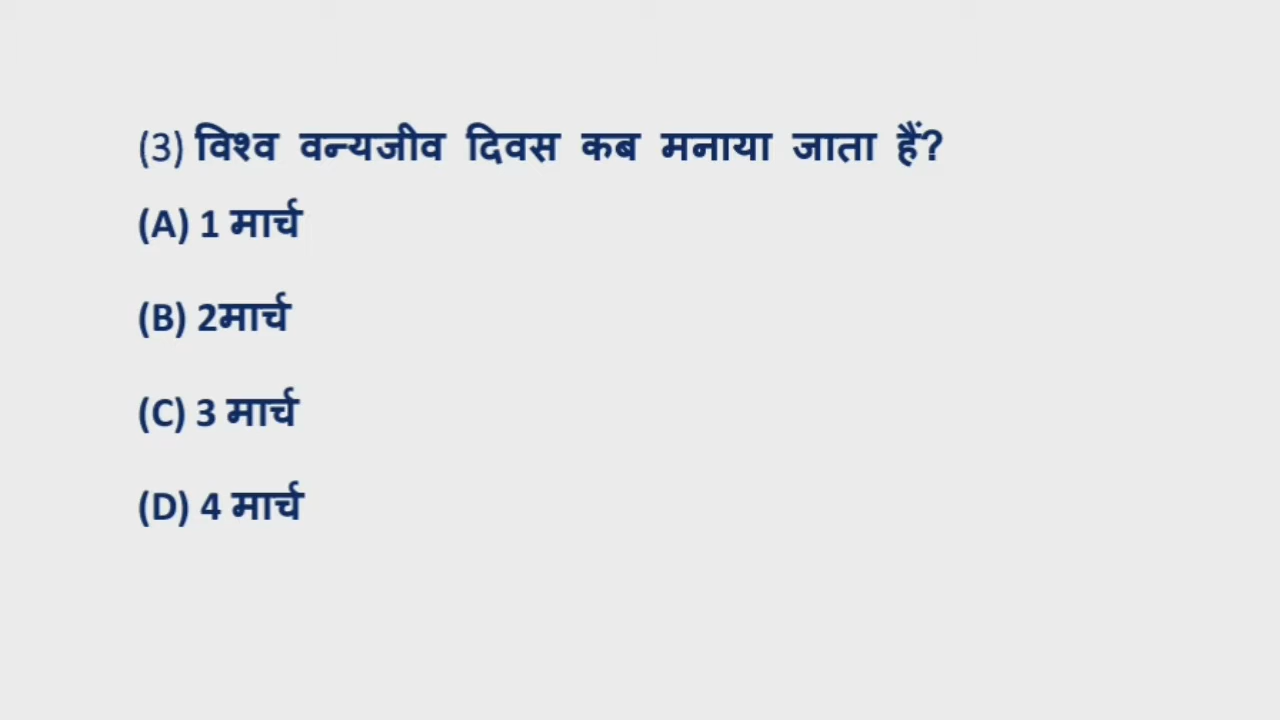 (3) विश्व वन्यजीव दिवस कब मनाया जाता हैं?
(A) 1 मार्च
(B) 2मार्च
(C) 3 मार्च
(D) 4 मार्च